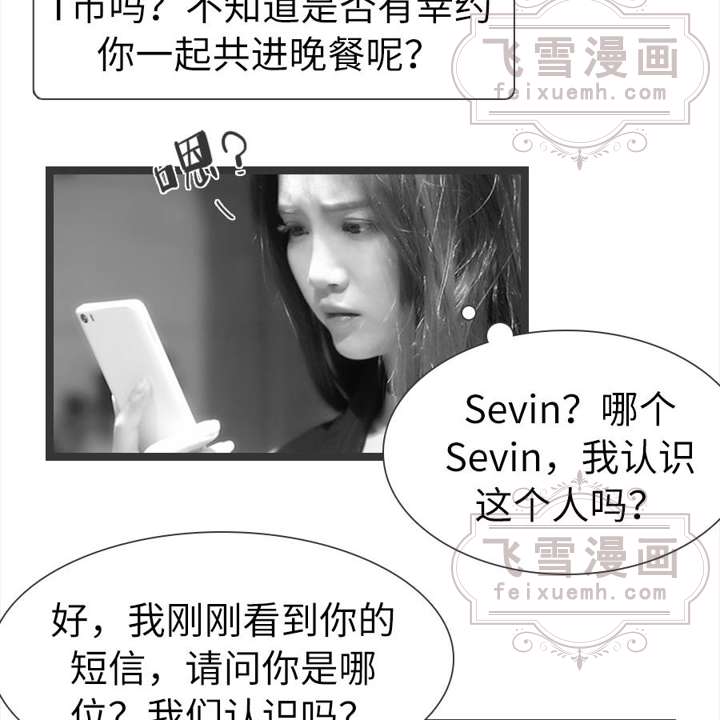 T市吗？不知道是否有幸约
你一起共进晚餐呢？
飞雪漫画
feixuemh.com
嗯？
Sevin？哪个
Sevin，我认识
这个人吗？
飞雪漫画
feixuemh.com
好，我刚刚看到你的
短信，请问你是哪
位？我们认识吗？